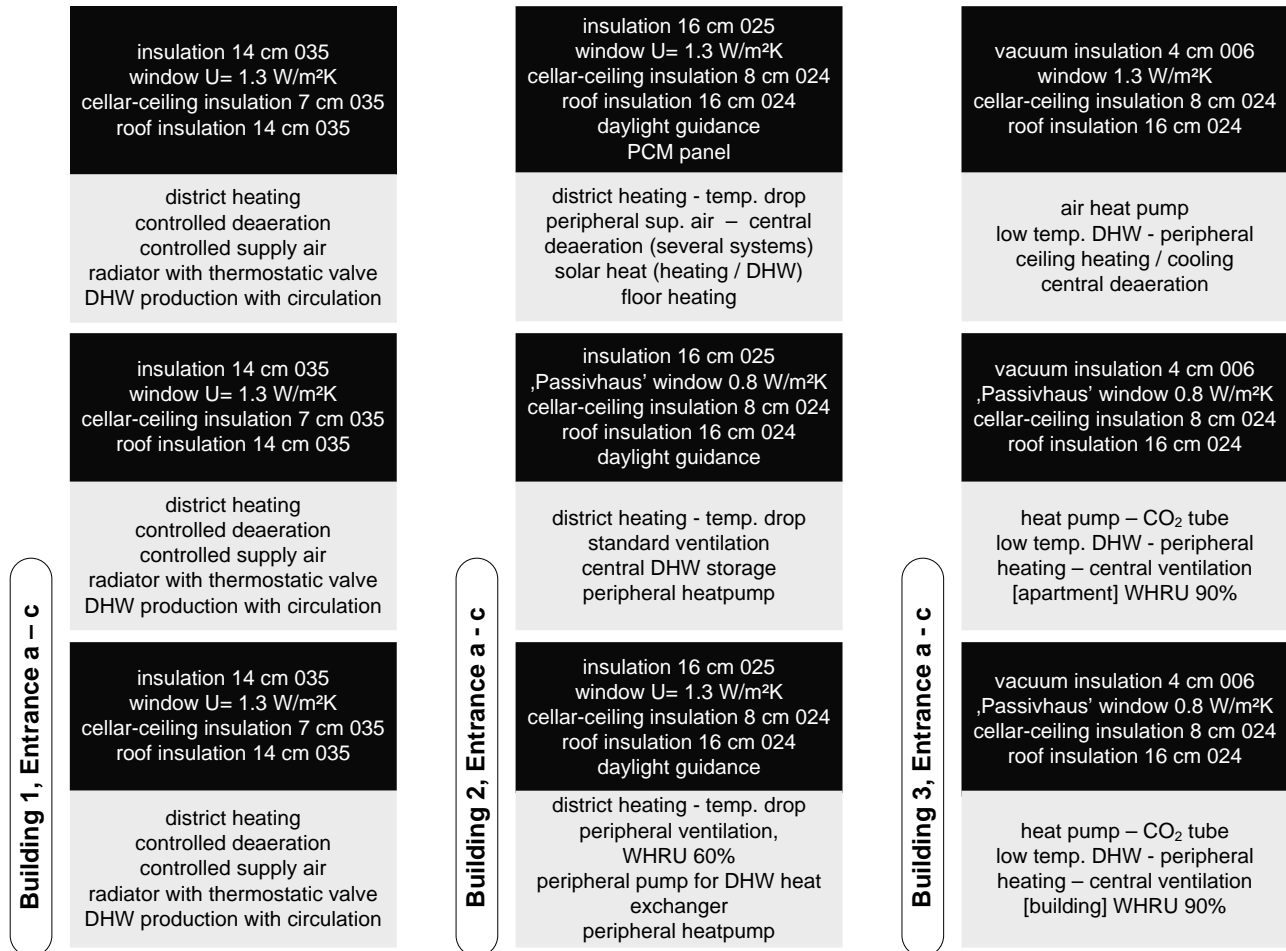 Building 1, Entrance a – c
insulation 14 cm 035
window U= 1.3 W/m²K
cellar-ceiling insulation 7 cm 035
roof insulation 14 cm 035
district heating
controlled deaeration
controlled supply air
radiator with thermostatic valve
DHW production with circulation
insulation 14 cm 035
window U= 1.3 W/m²K
cellar-ceiling insulation 7 cm 035
roof insulation 14 cm 035
district heating
controlled deaeration
controlled supply air
radiator with thermostatic valve
DHW production with circulation
insulation 14 cm 035
window U= 1.3 W/m²K
cellar-ceiling insulation 7 cm 035
roof insulation 14 cm 035
district heating
controlled deaeration
controlled supply air
radiator with thermostatic valve
DHW production with circulation
Building 2, Entrance a - c
insulation 16 cm 025
window U= 1.3 W/m²K
cellar-ceiling insulation 8 cm 024
roof insulation 16 cm 024
daylight guidance
PCM panel
district heating - temp. drop
peripheral sup. air – central
deaeration (several systems)
solar heat (heating / DHW)
floor heating
insulation 16 cm 025
‚Passivhaus’ window 0.8 W/m²K
cellar-ceiling insulation 8 cm 024
roof insulation 16 cm 024
daylight guidance
district heating - temp. drop
standard ventilation
central DHW storage
peripheral heatpump
insulation 16 cm 025
window U= 1.3 W/m²K
cellar-ceiling insulation 8 cm 024
roof insulation 16 cm 024
daylight guidance
district heating - temp. drop
peripheral ventilation,
WHRU 60%
peripheral pump for DHW heat
exchanger
peripheral heatpump
Building 3, Entrance a - c
vacuum insulation 4 cm 006
window 1.3 W/m²K
cellar-ceiling insulation 8 cm 024
roof insulation 16 cm 024
air heat pump
low temp. DHW - peripheral
ceiling heating / cooling
central deaeration
vacuum insulation 4 cm 006
‚Passivhaus’ window 0.8 W/m²K
cellar-ceiling insulation 8 cm 024
roof insulation 16 cm 024
heat pump – CO₂ tube
low temp. DHW - peripheral
heating – central ventilation
[apartment] WHRU 90%
vacuum insulation 4 cm 006
‚Passivhaus’ window 0.8 W/m²K
cellar-ceiling insulation 8 cm 024
roof insulation 16 cm 024
heat pump – CO₂ tube
low temp. DHW - peripheral
heating – central ventilation
[building] WHRU 90%